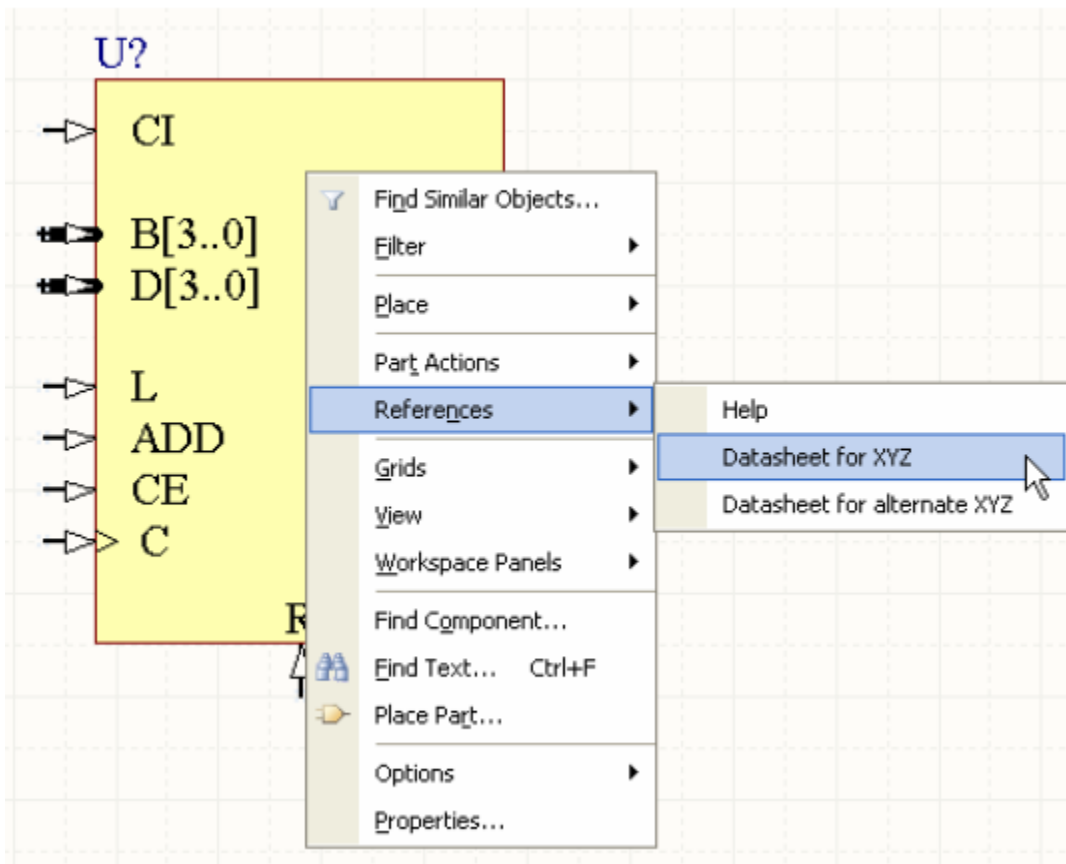 U?
CI
B[3..0]
D[3..0]
L
ADD
CE
C
R
Find Similar Objects...
Filter
Place
Part Actions
References
Grids
View
Workspace Panels
Find Component...
Find Text... Ctrl+F
Place Part...
Options
Properties...
Help
Datasheet for XYZ
Datasheet for alternate XYZ